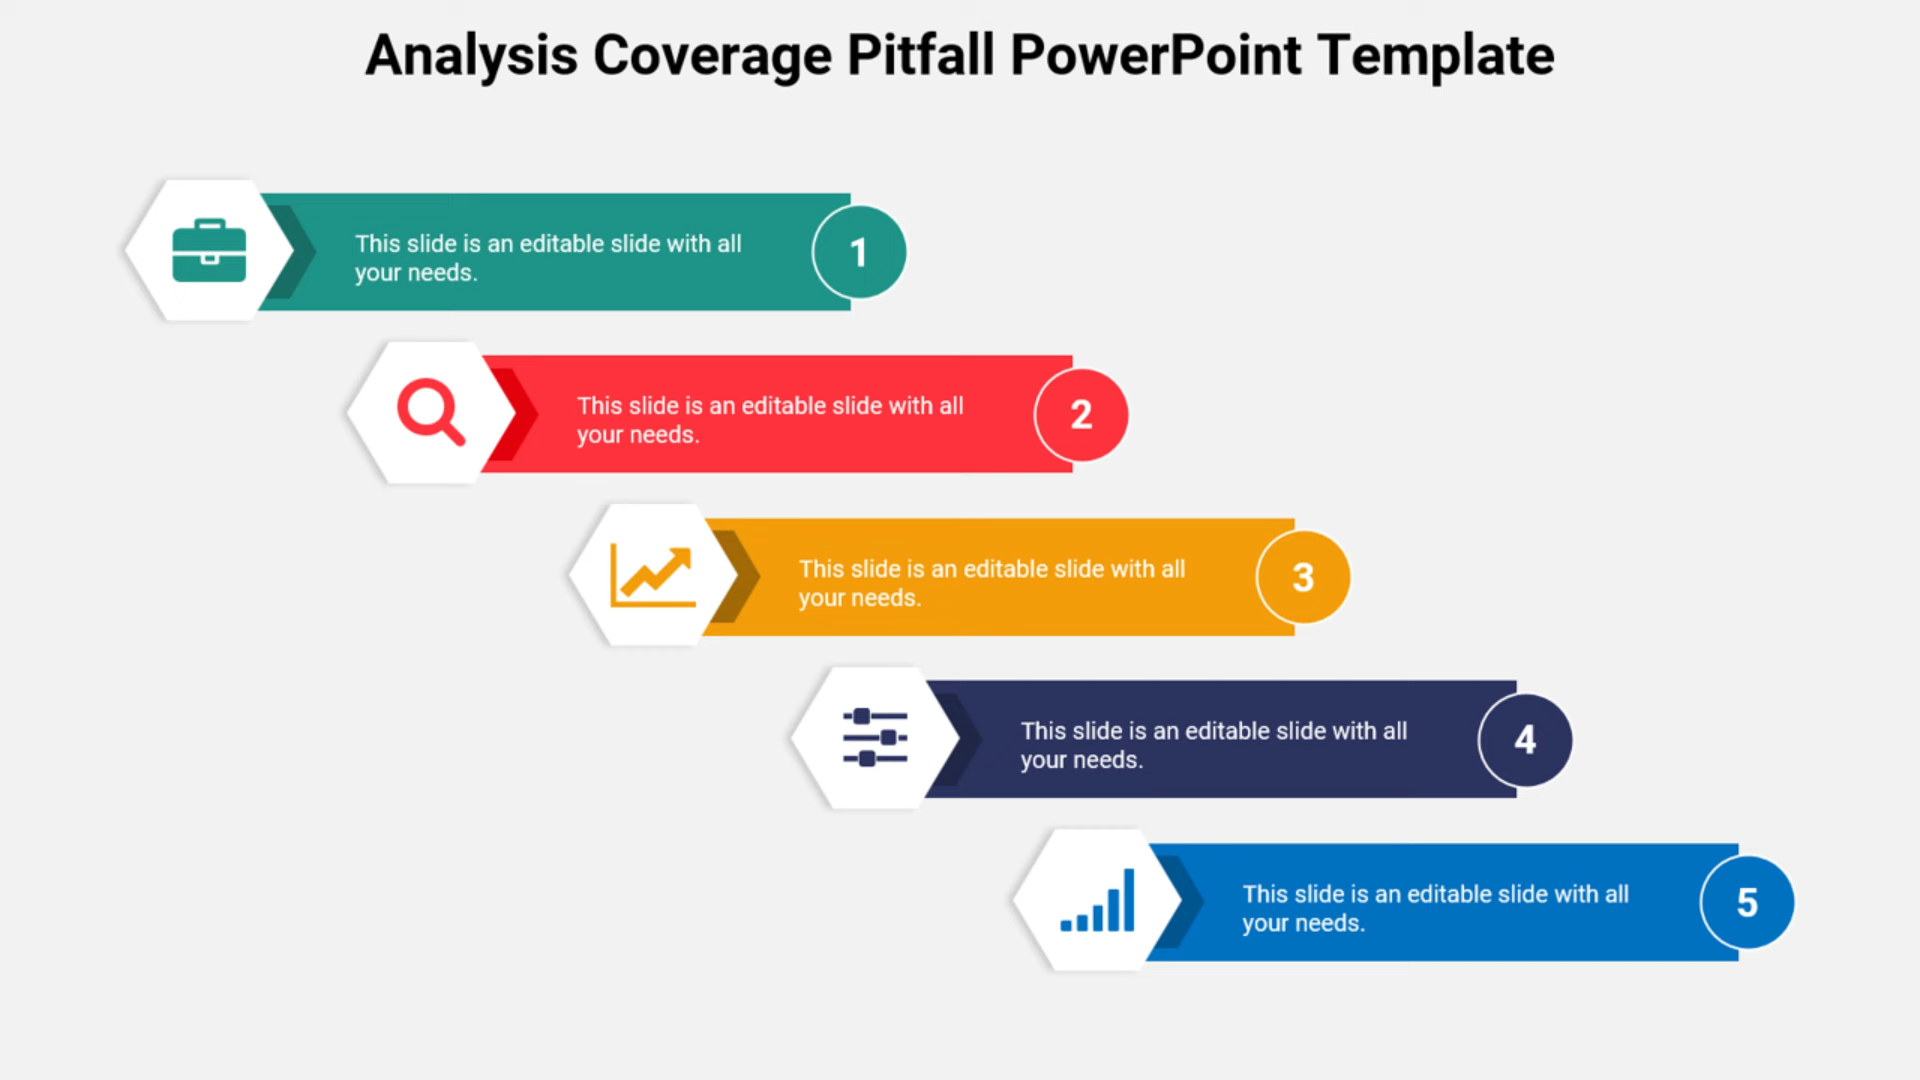 Analysis Coverage Pitfall PowerPoint Template
This slide is an editable slide with all
your needs.
1
This slide is an editable slide with all
your needs.
2
This slide is an editable slide with all
your needs.
3
This slide is an editable slide with all
your needs.
4
This slide is an editable slide with all
your needs.
5